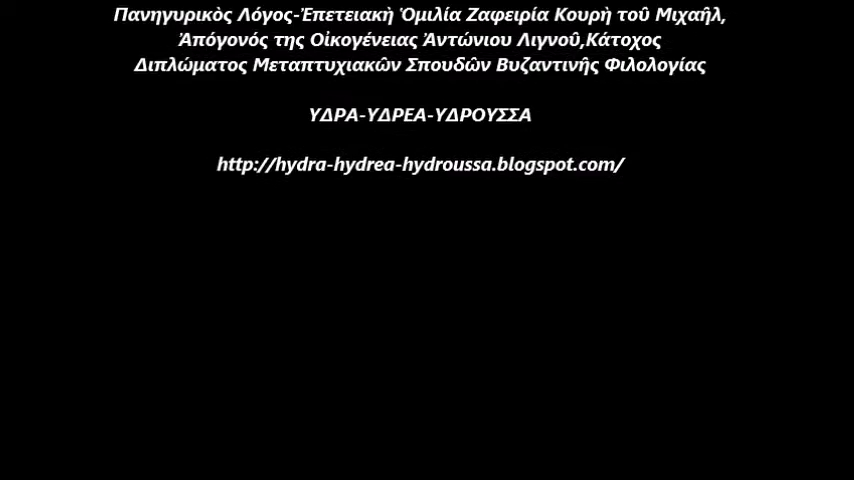 Πανηγυρικὸς Λόγος-Ἐπετειακὴ Ὁμιλία Ζαφειρία Κουρὴ τοῦ Μιχαῆλ,
Ἀπόγονός της Οἰκογένειας Ἀντώνιου Λιγνοῦ,Κάτοχος
Διπλώματος Μεταπτυχιακῶν Σπουδῶν Βυζαντινῆς Φιλολογίας
ΥΔΡΑ-ΥΔΡΕΑ-ΥΔΡΟΥΣΣΑ
http://hydra-hydrea-hydroussa.blogspot.com/